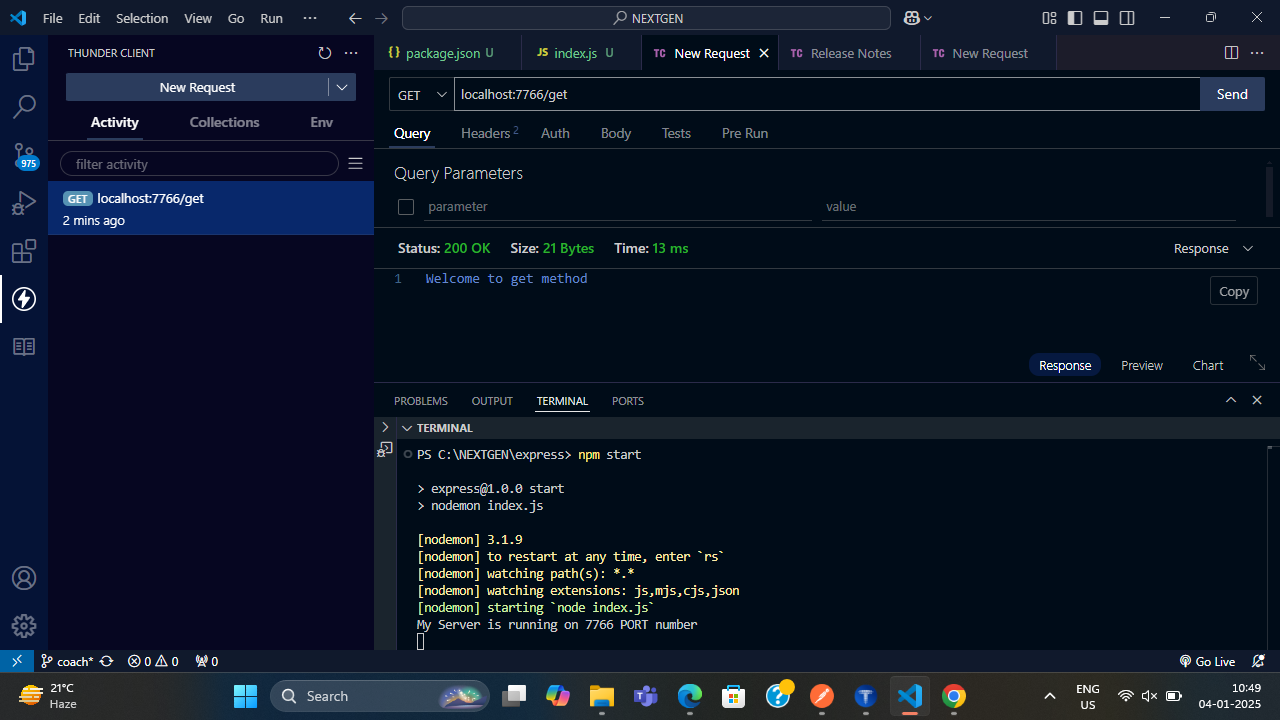 File Edit Selection View Go Run ··· NEXTGEN
THUNDER CLIENT
New Request
Activity Collections Env
filter activity
GET localhost:7766/get
2 mins ago
975
{} package.json U JS index.js U TC New Request TC Release Notes TC New Request
GET localhost:7766/get Send
Query Headers 2 Auth Body Tests Pre Run
Query Parameters
parameter value
Status: 200 OK Size: 21 Bytes Time: 13 ms Response
1 Welcome to get method
Copy
Response Preview Chart
PROBLEMS OUTPUT TERMINAL PORTS
TERMINAL
PS C:\NEXTGEN\express> npm start
> express@1.0.0 start
> nodemon index.js
[nodemon] 3.1.9
[nodemon] to restart at any time, enter `rs`
[nodemon] watching path(s): *.*
[nodemon] watching extensions: js,mjs,cjs,json
[nodemon] starting `node index.js`
My Server is running on 7766 PORT number
coach* 0 0 0 Go Live
21°C
Haze
Search
ENG
US
10:49
04-01-2025